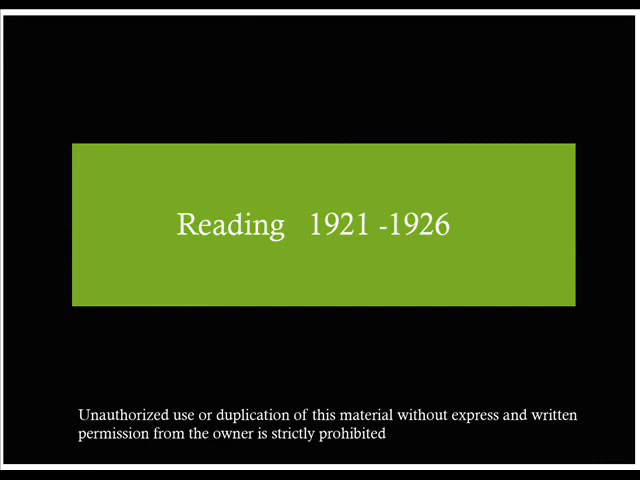 Reading 1921 -1926
Unauthorized use or duplication of this material without express and written
permission from the owner is strictly prohibited